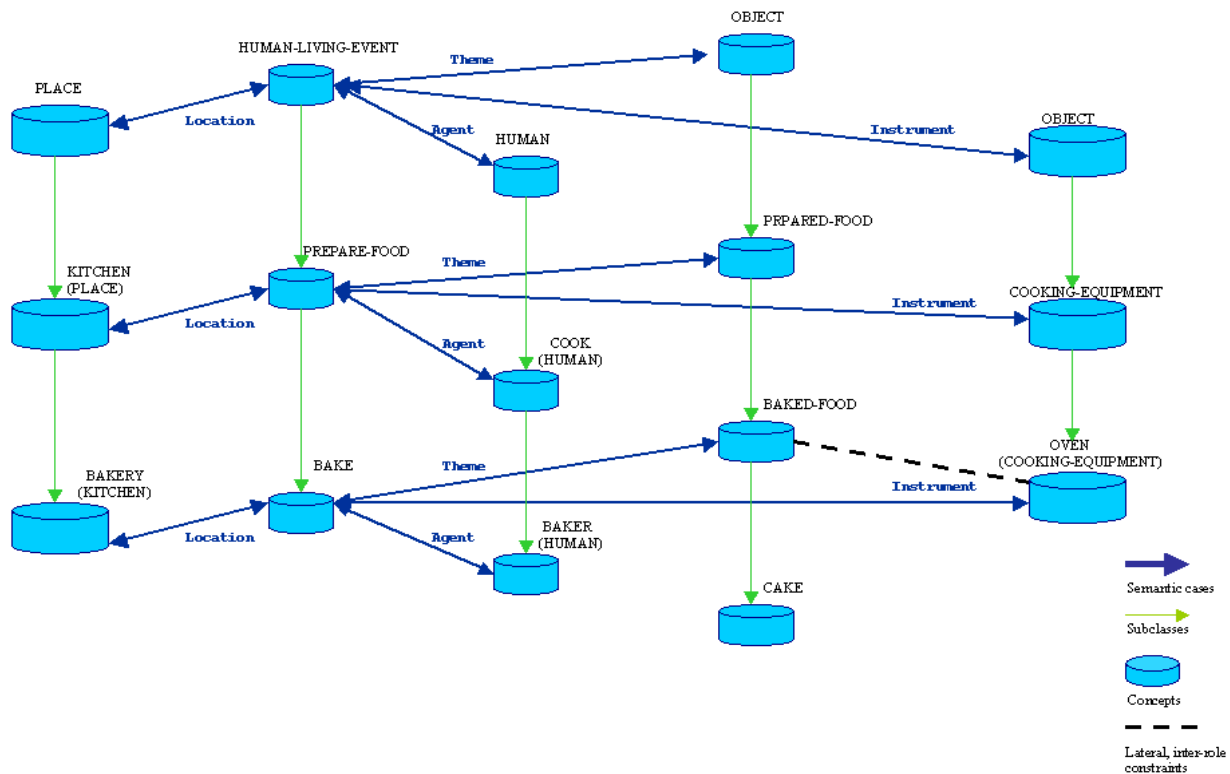 OBJECT
HUMAN-LIVING-EVENT
Theme
PLACE
Location
Agent
Instrument
OBJECT
HUMAN
PRPARED-FOOD
PREPARE-FOOD
Theme
KITCHEN
(PLACE)
COOKING-EQUIPMENT
Location
Instrument
Agent
COOK
(HUMAN)
BAKED-FOOD
OVEN
(COOKING-EQUIPMENT)
BAKERY
(KITCHEN)
BAKE
Theme
Instrument
Location
Agent
BAKER
(HUMAN)
CAKE
Semantic cases
Subclasses
Concepts
Lateral, inter-role
constraints